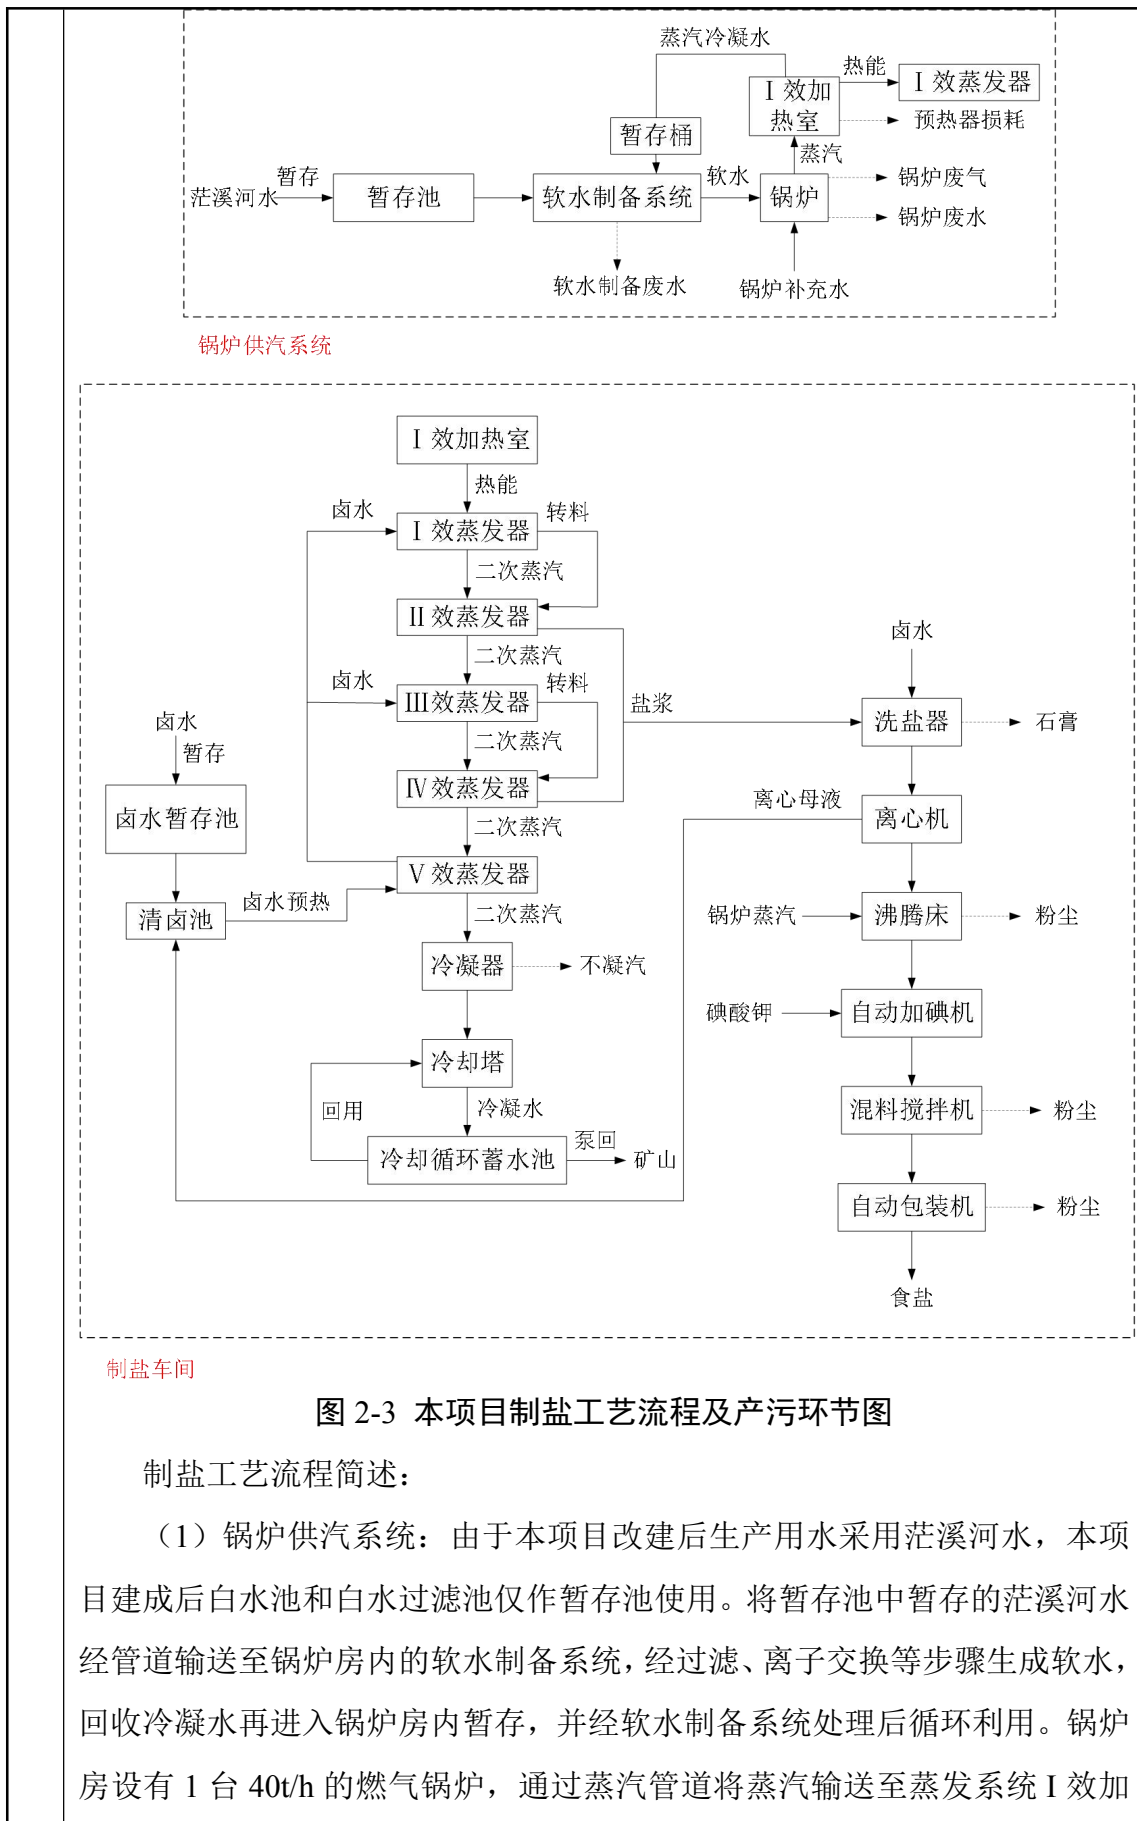 蒸汽冷凝水
热能
Ⅰ效加
热室
Ⅰ效蒸发器
预热器损耗
暂存桶
蒸汽
茫溪河水
暂存
暂存池
软水制备系统
软水
锅炉
锅炉废气
锅炉废水
软水制备废水
锅炉补充水
锅炉供汽系统
Ⅰ效加热室
热能
卤水
Ⅰ效蒸发器
转料
二次蒸汽
Ⅱ效蒸发器
二次蒸汽
卤水
Ⅲ效蒸发器
转料
二次蒸汽
Ⅳ效蒸发器
二次蒸汽
盐浆
卤水
暂存
卤水暂存池
清卤池
卤水预热
Ⅴ效蒸发器
二次蒸汽
冷凝器
不凝汽
冷却塔
回用
冷凝水
冷却循环蓄水池
泵回
矿山
卤水
洗盐器
石膏
离心母液
离心机
锅炉蒸汽
沸腾床
粉尘
碘酸钾
自动加碘机
混料搅拌机
粉尘
自动包装机
粉尘
食盐
制盐车间
图 2-3 本项目制盐工艺流程及产污环节图
制盐工艺流程简述：
（1）锅炉供汽系统：由于本项目改建后生产用水采用茫溪河水，本项
目建成后白水池和白水过滤池仅作暂存池使用。将暂存池中暂存的茫溪河水
经管道输送至锅炉房内的软水制备系统，经过滤、离子交换等步骤生成软水，
回收冷凝水再进入锅炉房内暂存，并经软水制备系统处理后循环利用。锅炉
房设有 1 台 40t/h 的燃气锅炉，通过蒸汽管道将蒸汽输送至蒸发系统 I 效加